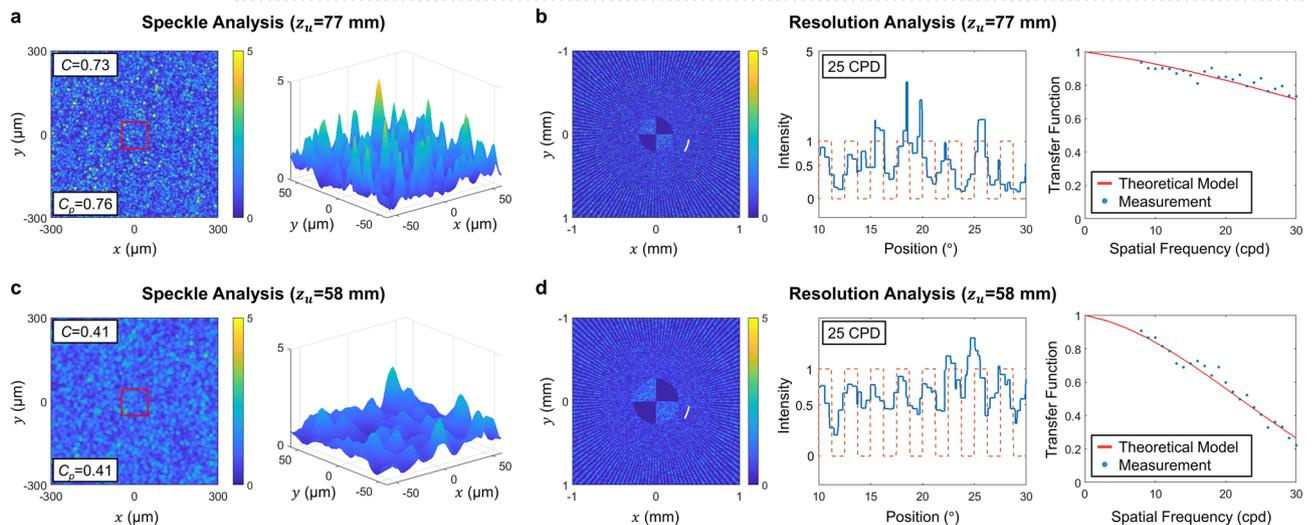 a
Speckle Analysis (z_u=77 mm)
300
0
-300
y (µm)
C=0.73
C_p=0.76
-300 0 300
x (µm)
5
0
5
0
50
0
-50
y (µm)
-50
0
50
x (µm)
b
Resolution Analysis (z_u=77 mm)
-1
0
1
y (mm)
-1 0 1
x (mm)
5
0
25 CPD
5
1
0.5
0
Intensity
10 15 20 25 30
Position (°)
1
0.8
0.6
0.4
0.2
0
Transfer Function
Theoretical Model
Measurement
0 10 20 30
Spatial Frequency (cpd)
c
Speckle Analysis (z_u=58 mm)
300
0
-300
y (µm)
C=0.41
C_p=0.41
-300 0 300
x (µm)
5
0
5
0
50
0
-50
y (µm)
-50
0
50
x (µm)
d
Resolution Analysis (z_u=58 mm)
-1
0
1
y (mm)
-1 0 1
x (mm)
5
0
25 CPD
1
0.5
0
Intensity
10 15 20 25 30
Position (°)
1
0.8
0.6
0.4
0.2
0
Transfer Function
Theoretical Model
Measurement
0 10 20 30
Spatial Frequency (cpd)